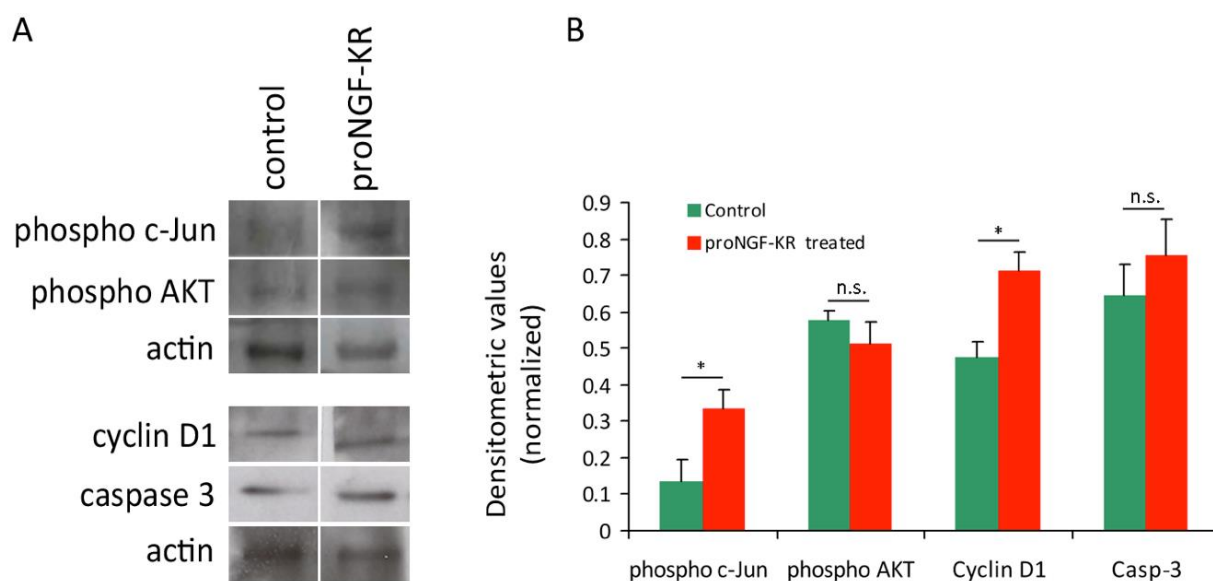 A
control
proNGF-KR
phospho c-Jun
phospho AKT
actin
cyclin D1
caspase 3
actin
B
Densitometric values
(normalized)
0.9
0.8
0.7
0.6
0.5
0.4
0.3
0.2
0.1
0
Control
proNGF-KR treated
*
n.s.
*
n.s.
phospho c-Jun
phospho AKT
Cyclin D1
Casp-3